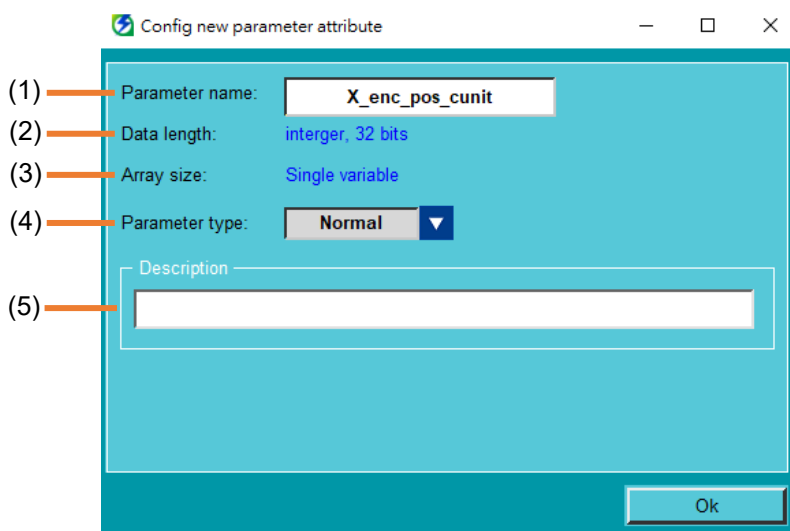 Config new parameter attribute
(1) Parameter name: X_enc_pos_cunit
(2) Data length: interger, 32 bits
(3) Array size: Single variable
(4) Parameter type: Normal
Description
(5)
Ok